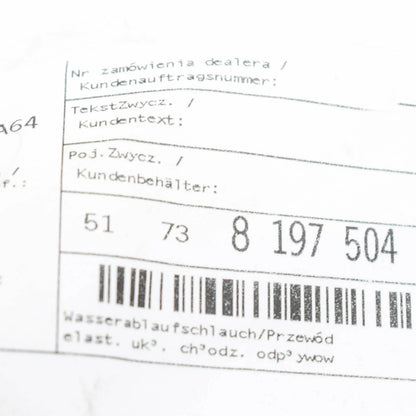 Nr zamówienia dealera /
Kundenauftragsnummer:
TekstZwycz. /
Kundentext:
A64
Poj.Zwycz. /
Kundenbehälter:
51 73 8 197 504
Wasserablaufschlauch/Przewód
elast. uk³. ch³odz. odp³ywow